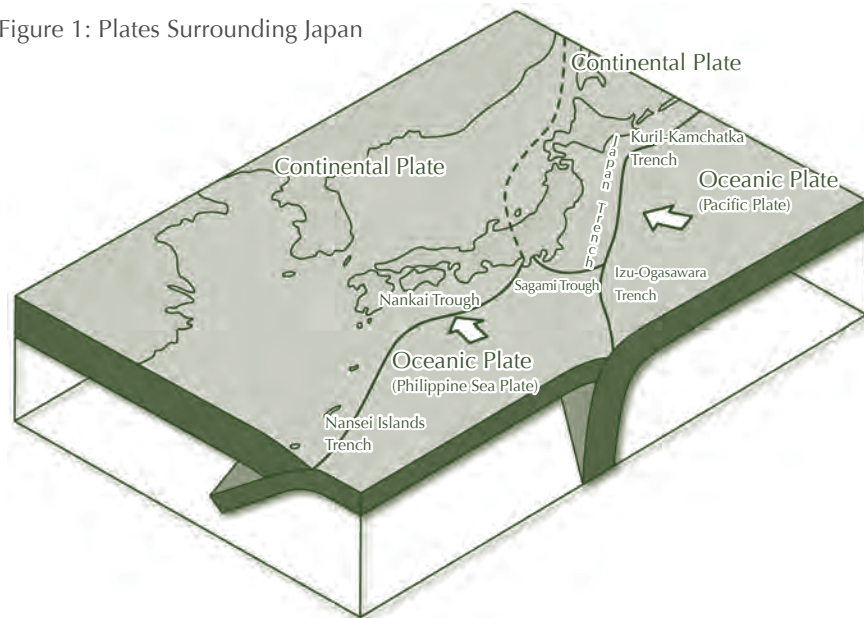 Figure 1: Plates Surrounding Japan
Continental Plate
Continental Plate
Kuril-Kamchatka
Trench
Japan Trench
Oceanic Plate
(Pacific Plate)
Izu-Ogasawara
Trench
Sagami Trough
Nankai Trough
Oceanic Plate
(Philippine Sea Plate)
Nansei Islands
Trench